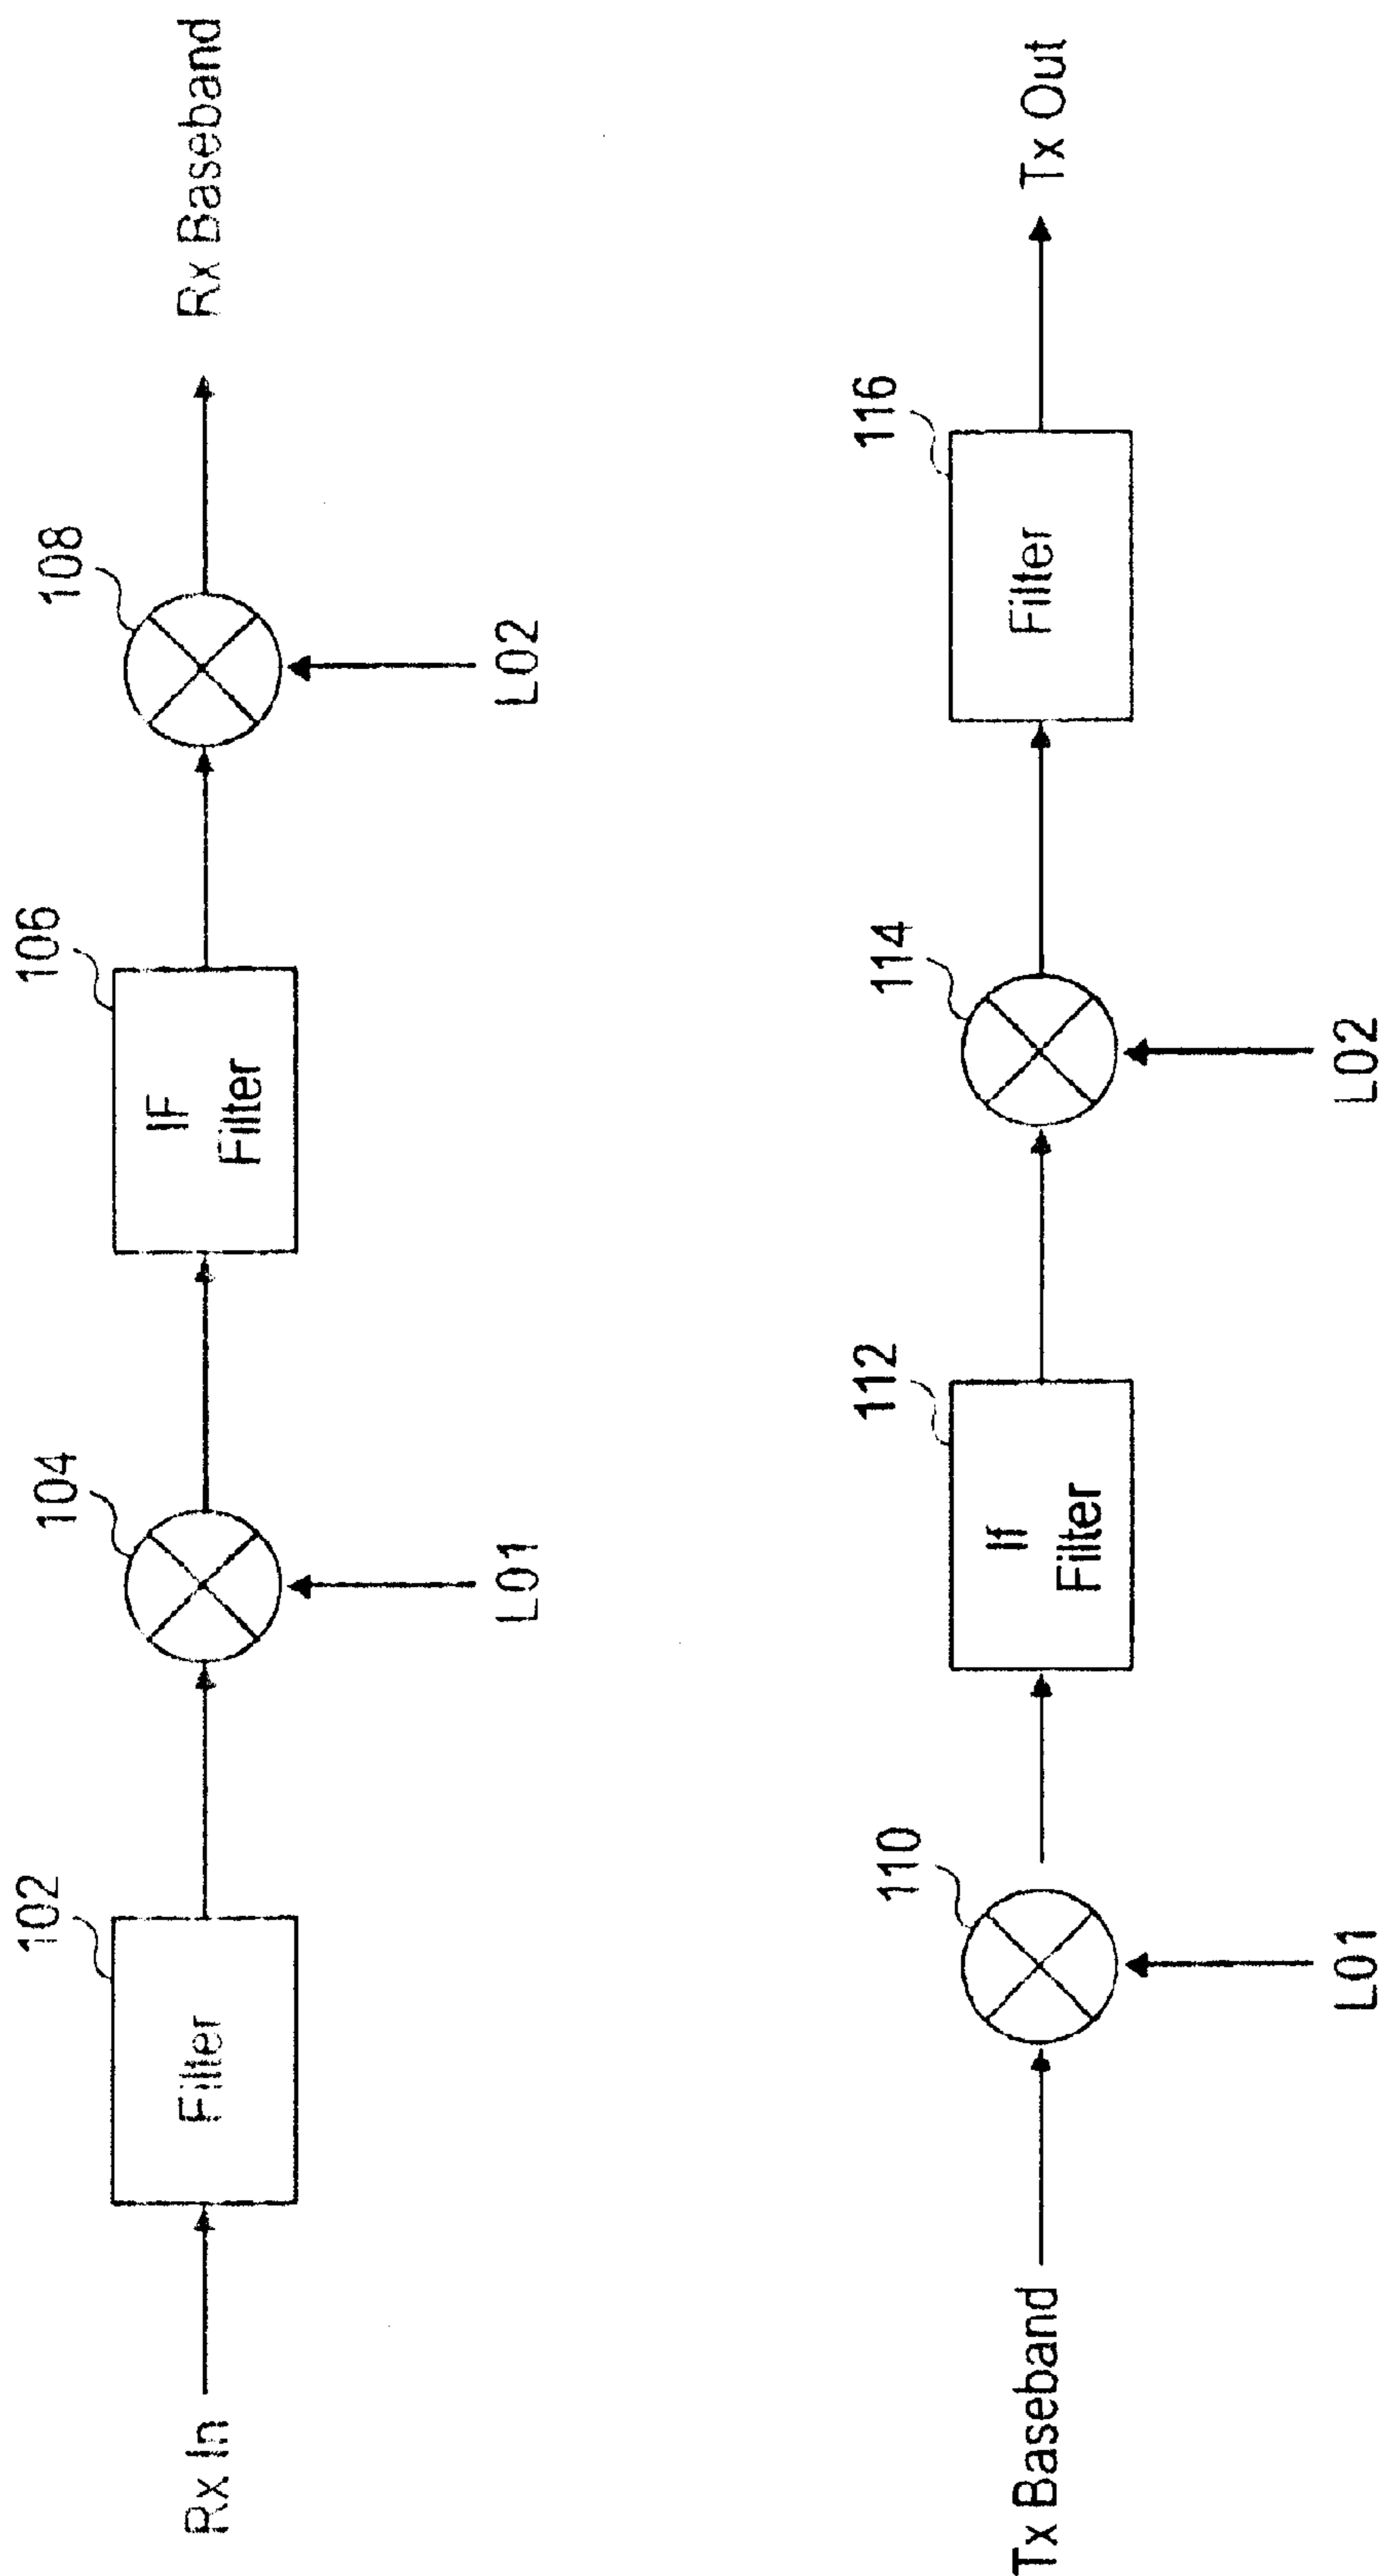 102
104
106
108
Rx In
Filter
IF
Filter
Rx Baseband
L01
L02
110
112
114
116
Tx Baseband
If
Filter
Filter
Tx Out
L01
L02